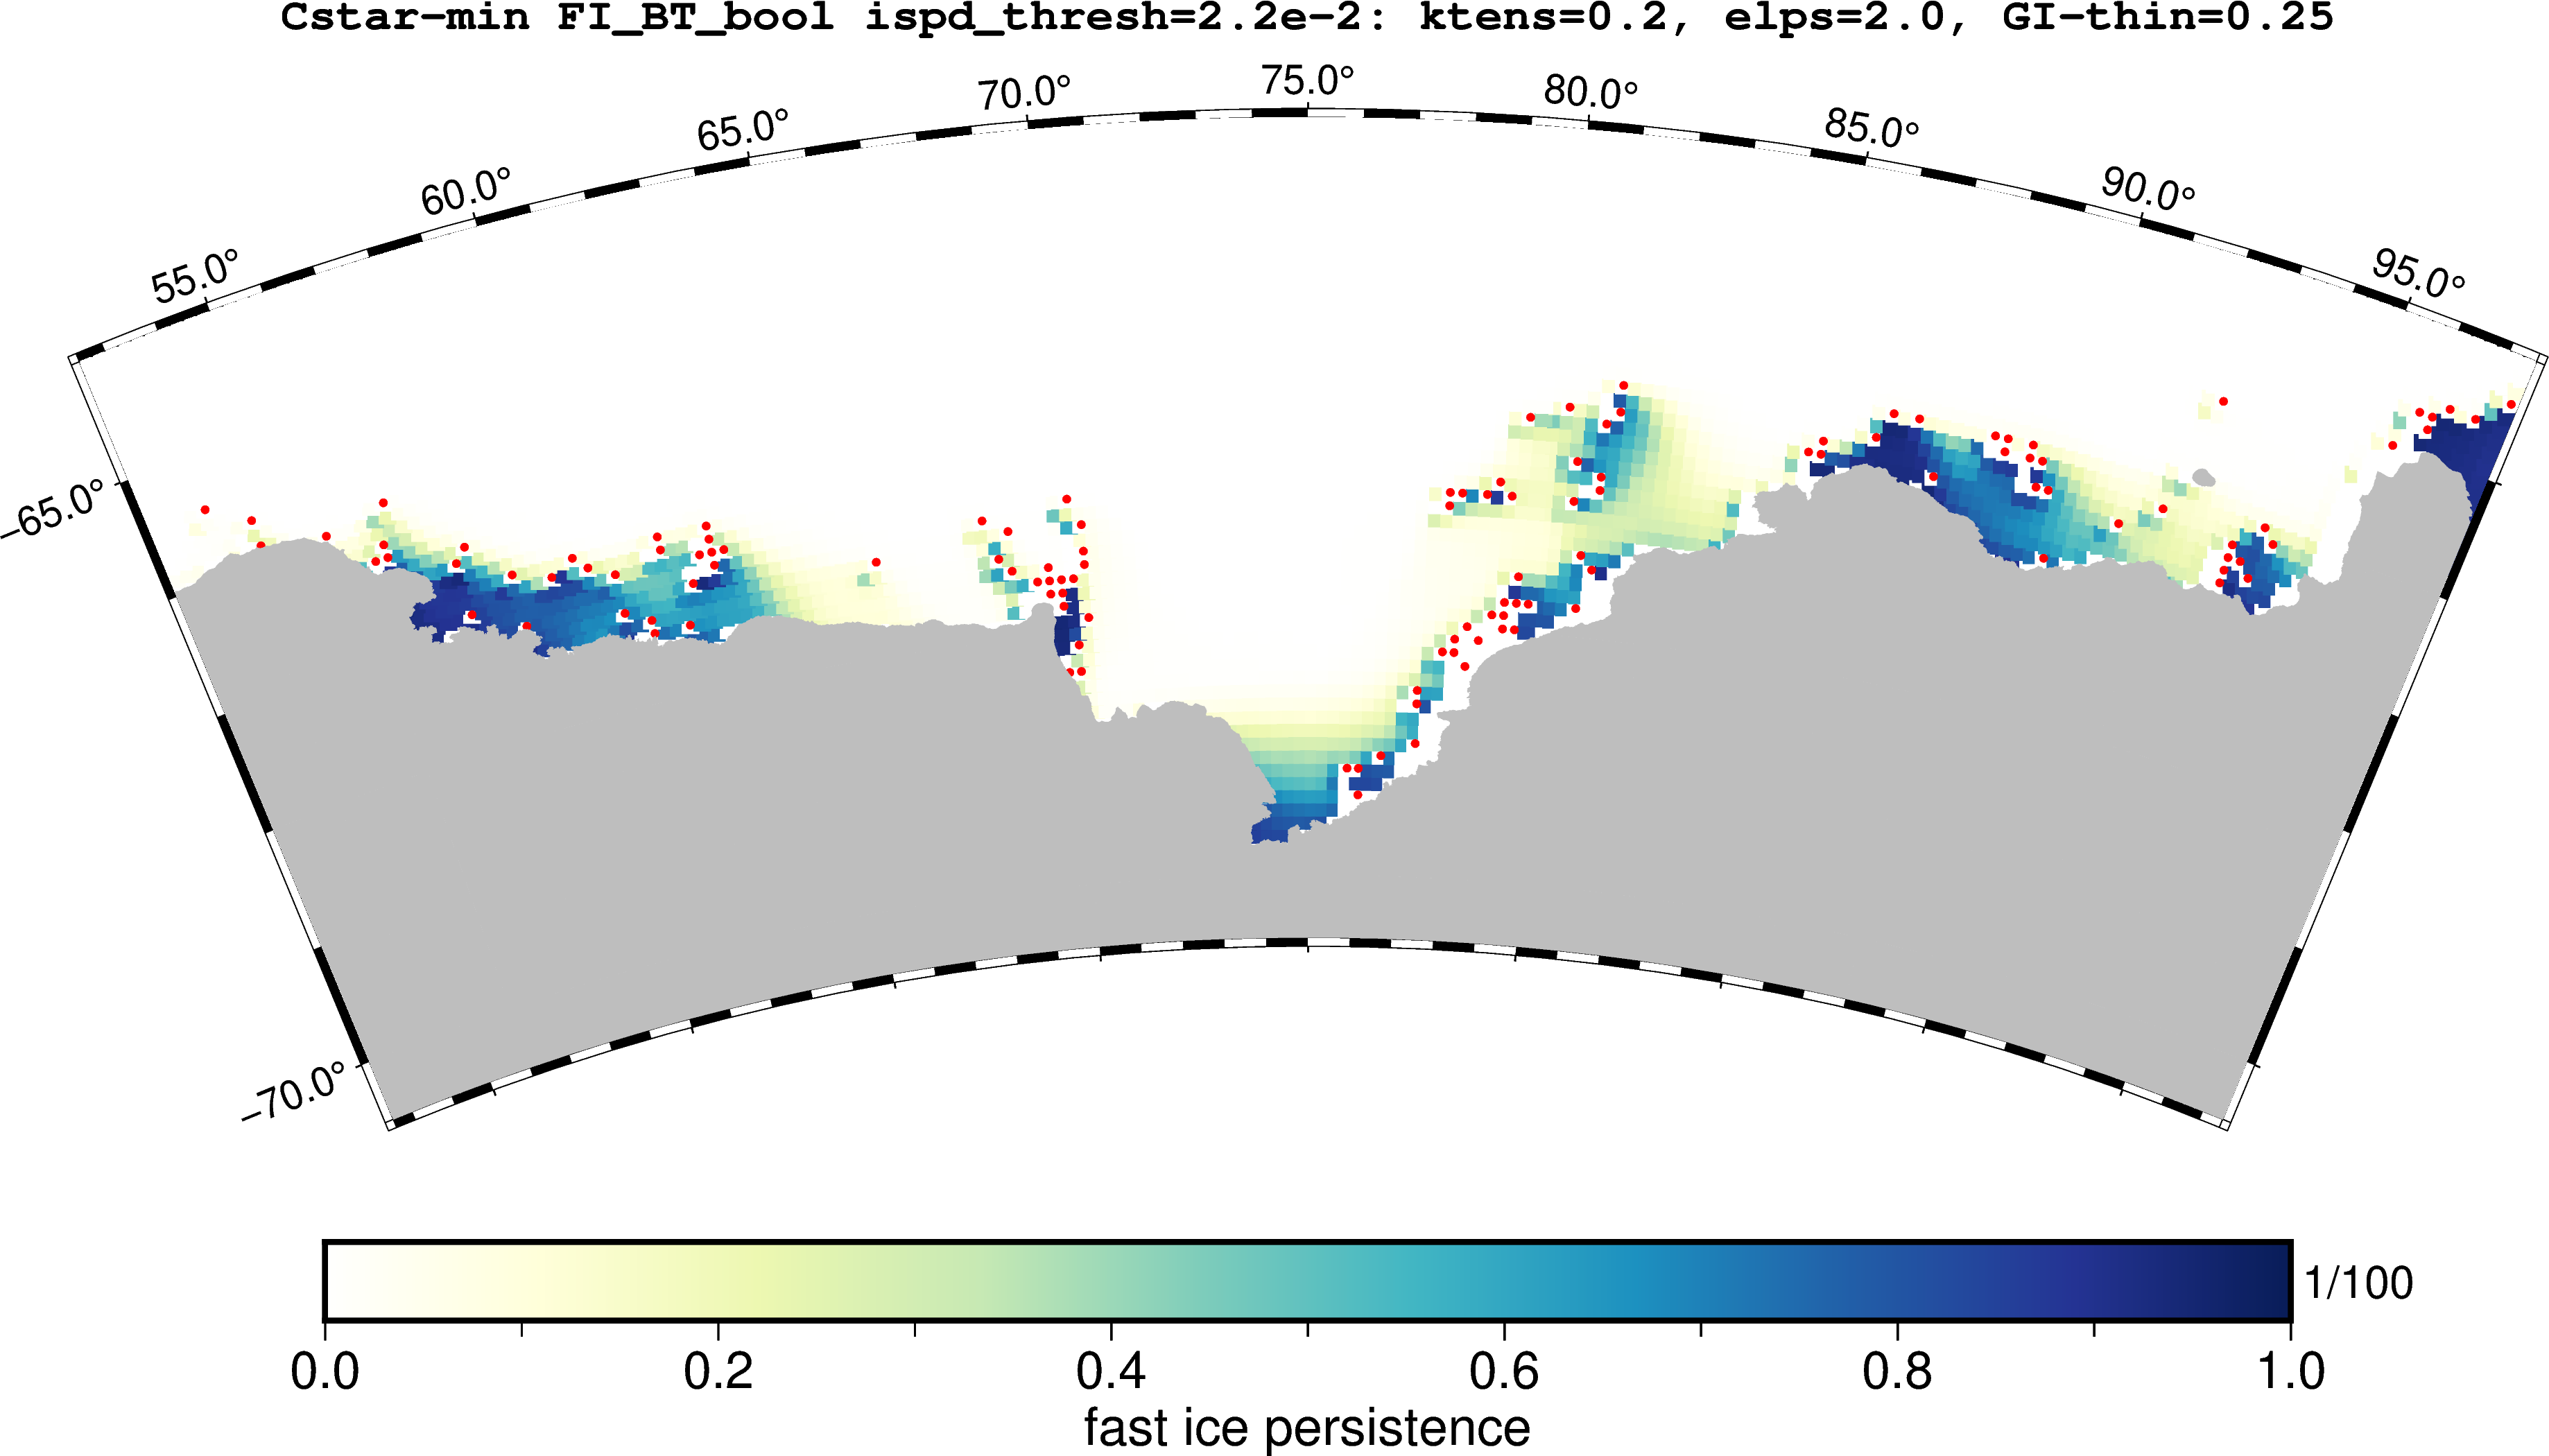 Cstar-min FI_BT_bool ispd_thresh=2.2e-2: ktens=0.2, elps=2.0, GI-thin=0.25
55.0° 60.0° 65.0° 70.0° 75.0° 80.0° 85.0° 90.0° 95.0°
-65.0°
-70.0°
1/100
0.0 0.2 0.4 0.6 0.8 1.0
fast ice persistence